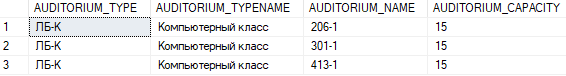 AUDITORIUM_TYPE AUDITORIUM_TYPENAME AUDITORIUM_NAME AUDITORIUM_CAPACITY
1 ЛБ-К Компьютерный класс 206-1 15
2 ЛБ-К Компьютерный класс 301-1 15
3 ЛБ-К Компьютерный класс 413-1 15